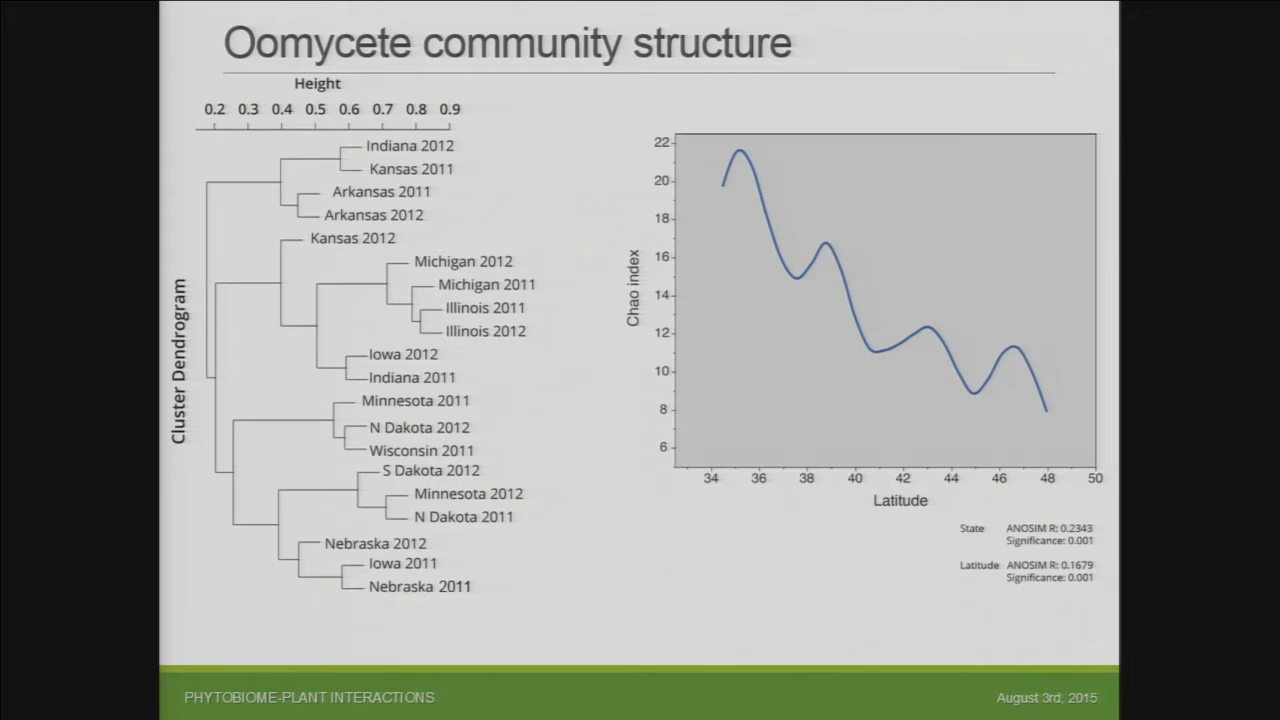 Oomycete community structure
Height
0.2 0.3 0.4 0.5 0.6 0.7 0.8 0.9
Cluster Dendrogram
Indiana 2012
Kansas 2011
Arkansas 2011
Arkansas 2012
Kansas 2012
Michigan 2012
Michigan 2011
Illinois 2011
Illinois 2012
Iowa 2012
Indiana 2011
Minnesota 2011
N Dakota 2012
Wisconsin 2011
S Dakota 2012
Minnesota 2012
N Dakota 2011
Nebraska 2012
Iowa 2011
Nebraska 2011
Chao index
22
20
18
16
14
12
10
8
6
34 36 38 40 42 44 46 48 50
Latitude
State ANOSIM R: 0.2343
Significance: 0.001
Latitude ANOSIM R: 0.1679
Significance: 0.001
PHYTOBIOME-PLANT INTERACTIONS
August 3rd, 2015